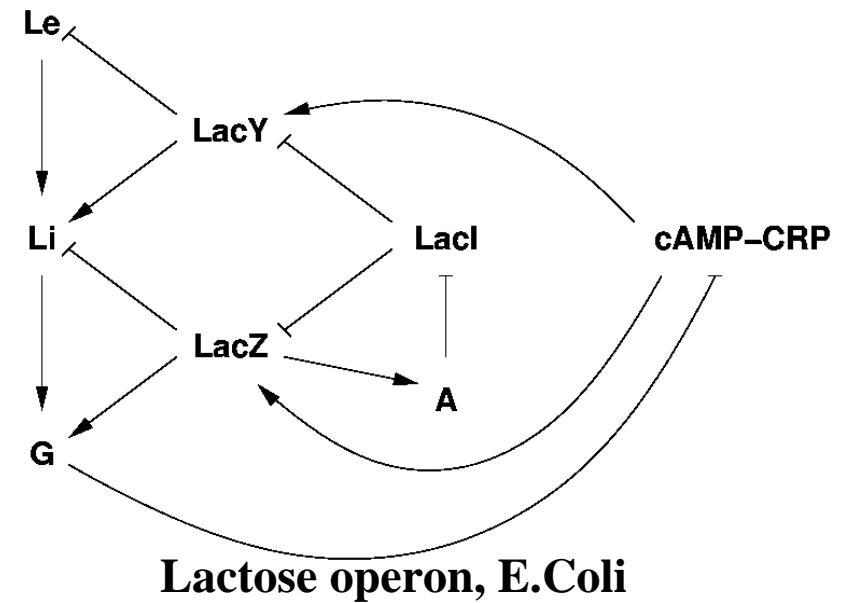 Le
LacY
Li
LacI
cAMP–CRP
LacZ
A
G
Lactose operon, E.Coli